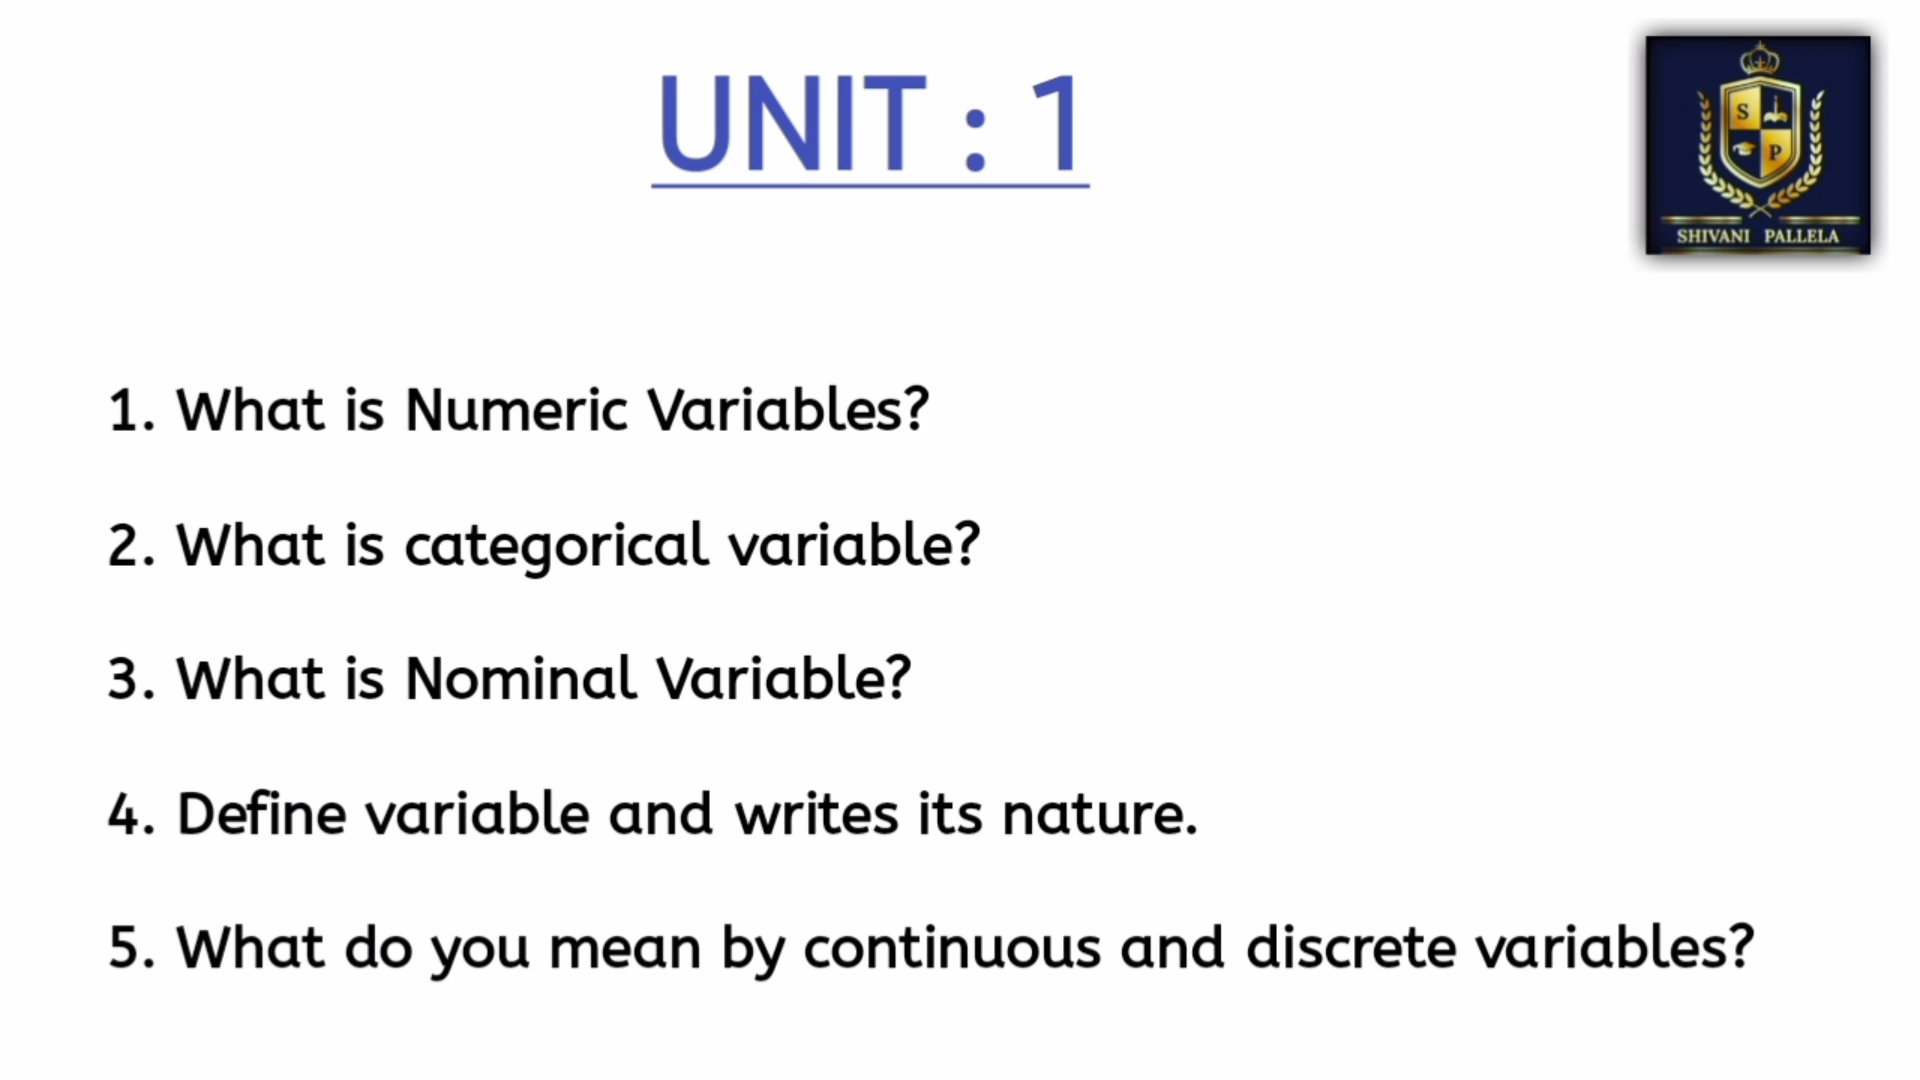 UNIT : 1
S
P
SHIVANI PALLELA
1. What is Numeric Variables?
2. What is categorical variable?
3. What is Nominal Variable?
4. Define variable and writes its nature.
5. What do you mean by continuous and discrete variables?